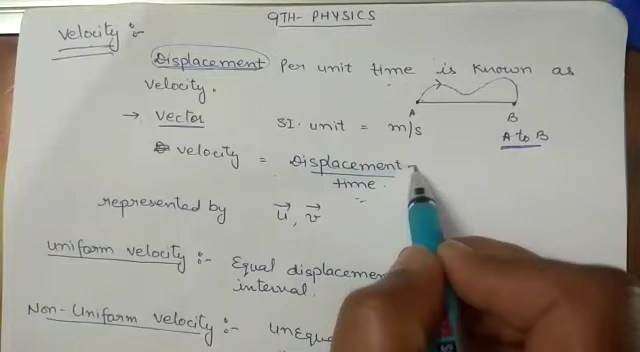 9TH- PHYSICS
Velocity :-
Displacement Per unit time is known as
velocity.
A B
→ Vector SI. unit = m/s A to B
velocity = Displacement
time.
represented by u⃗, v⃗
uniform velocity :- Equal displacemen
interval.
Non-Uniform velocity :- unEqu